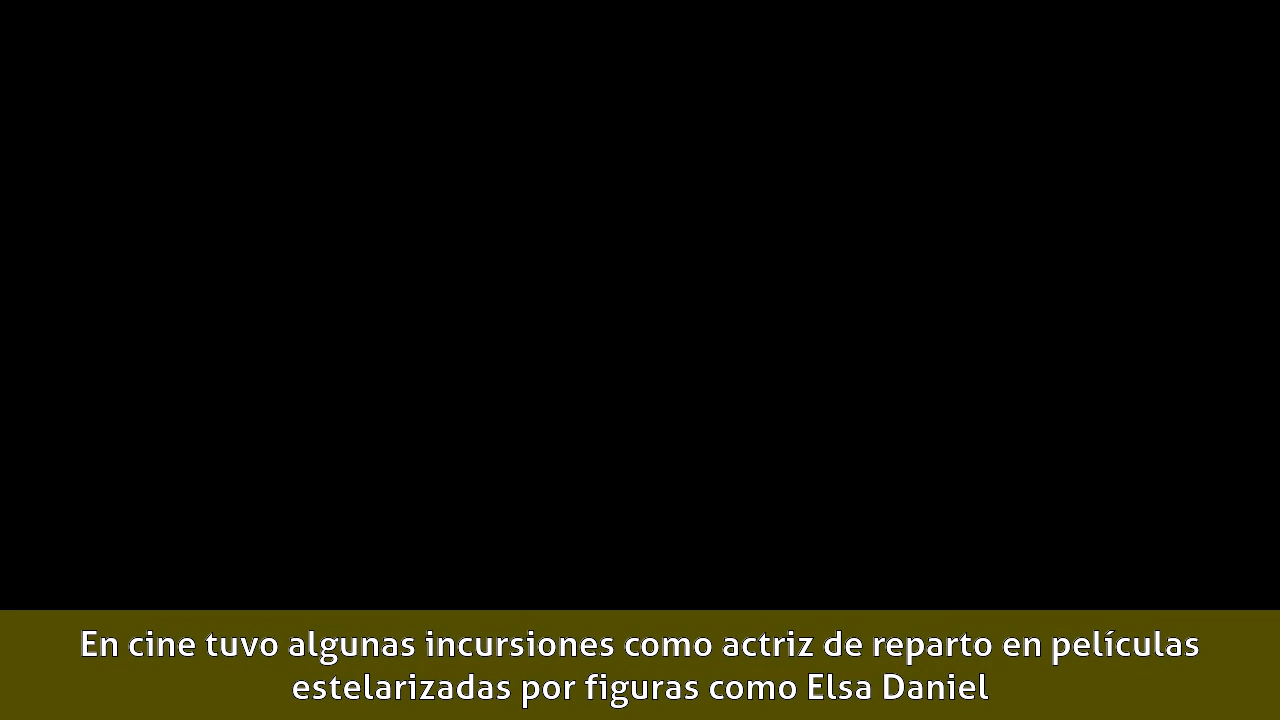 En cine tuvo algunas incursiones como actriz de reparto en películas
estelarizadas por figuras como Elsa Daniel